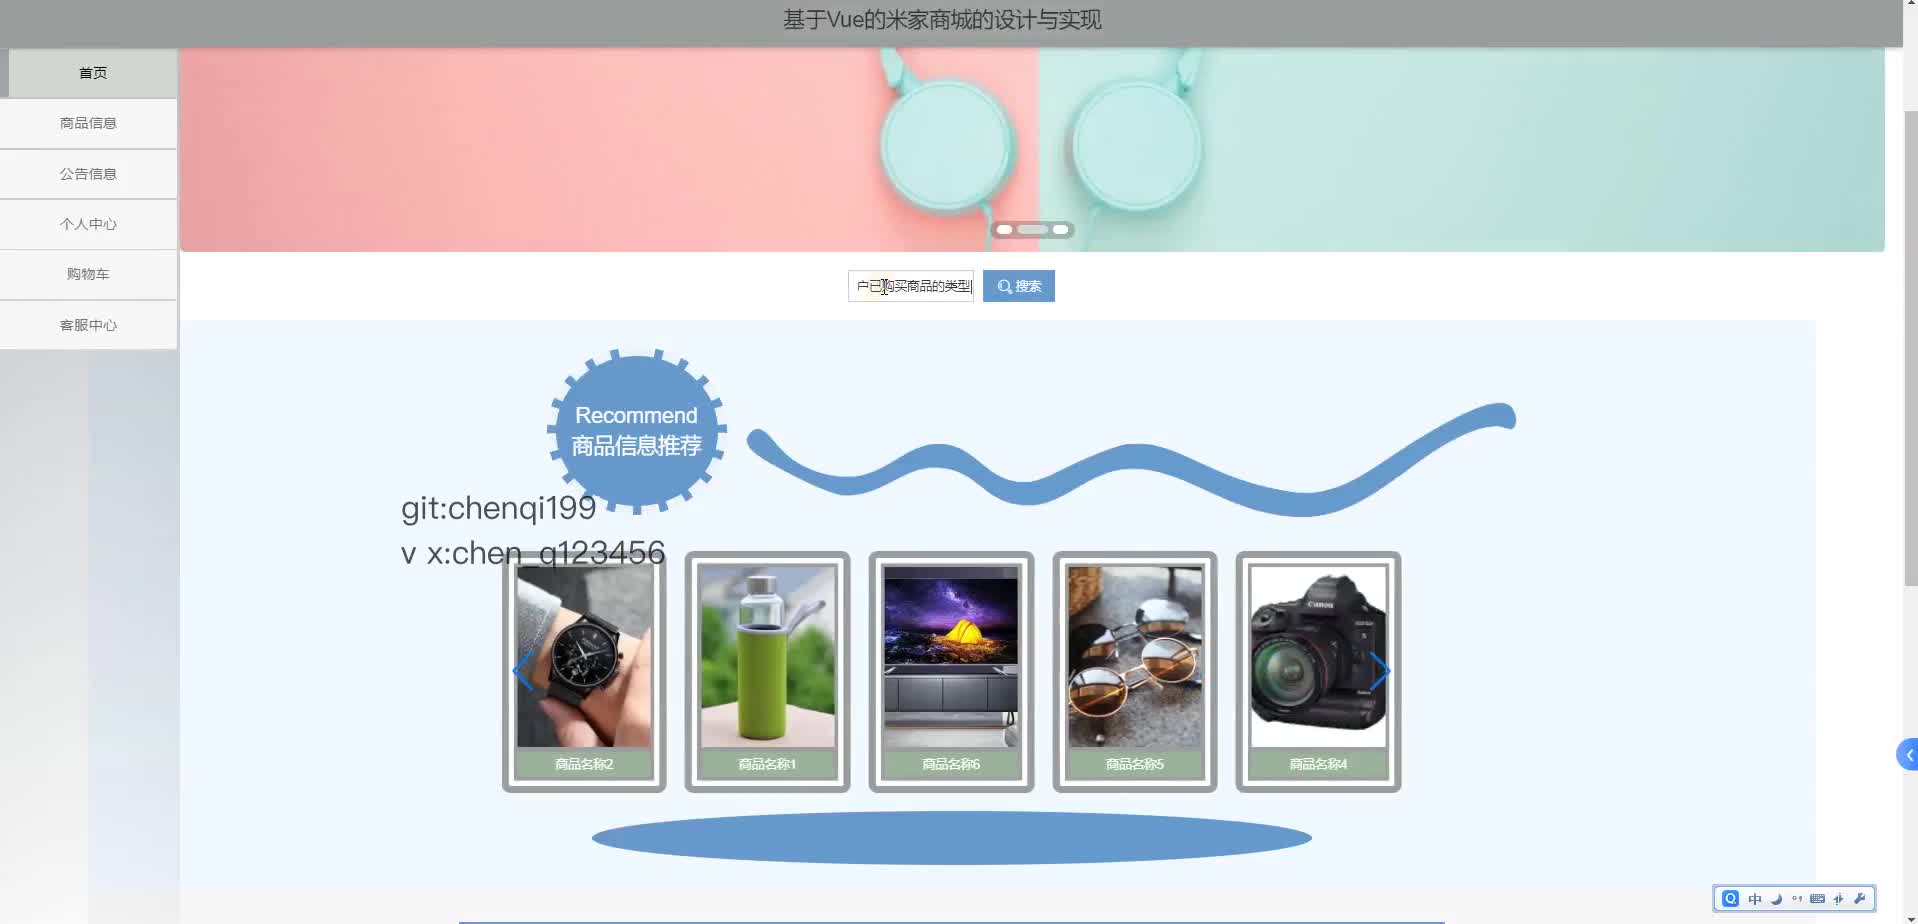 基于Vue的米家商城的设计与实现
首页
商品信息
公告信息
个人中心
购物车
客服中心
户已购买商品的类型
搜索
Recommend
商品信息推荐
git:chenqi199
v x:chen_q123456
Canon
商品名称2
商品名称1
商品名称6
商品名称5
商品名称4
中